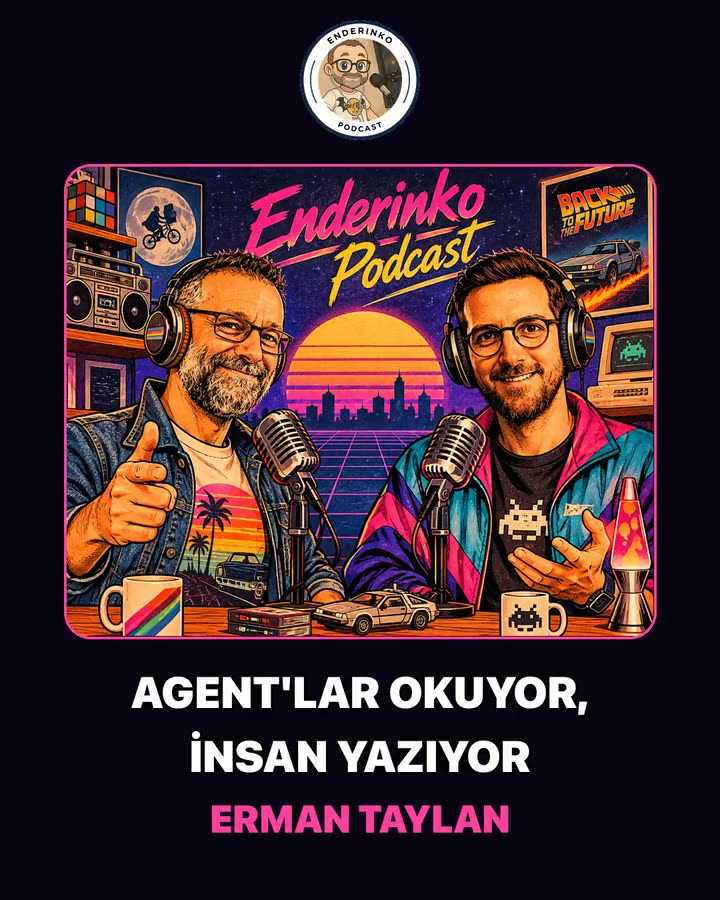 ENDERINKO
PODCAST
Enderinko
Podcast
BACK
TO THE FUTURE
AGENT'LAR OKUYOR,
İNSAN YAZIYOR
ERMAN TAYLAN